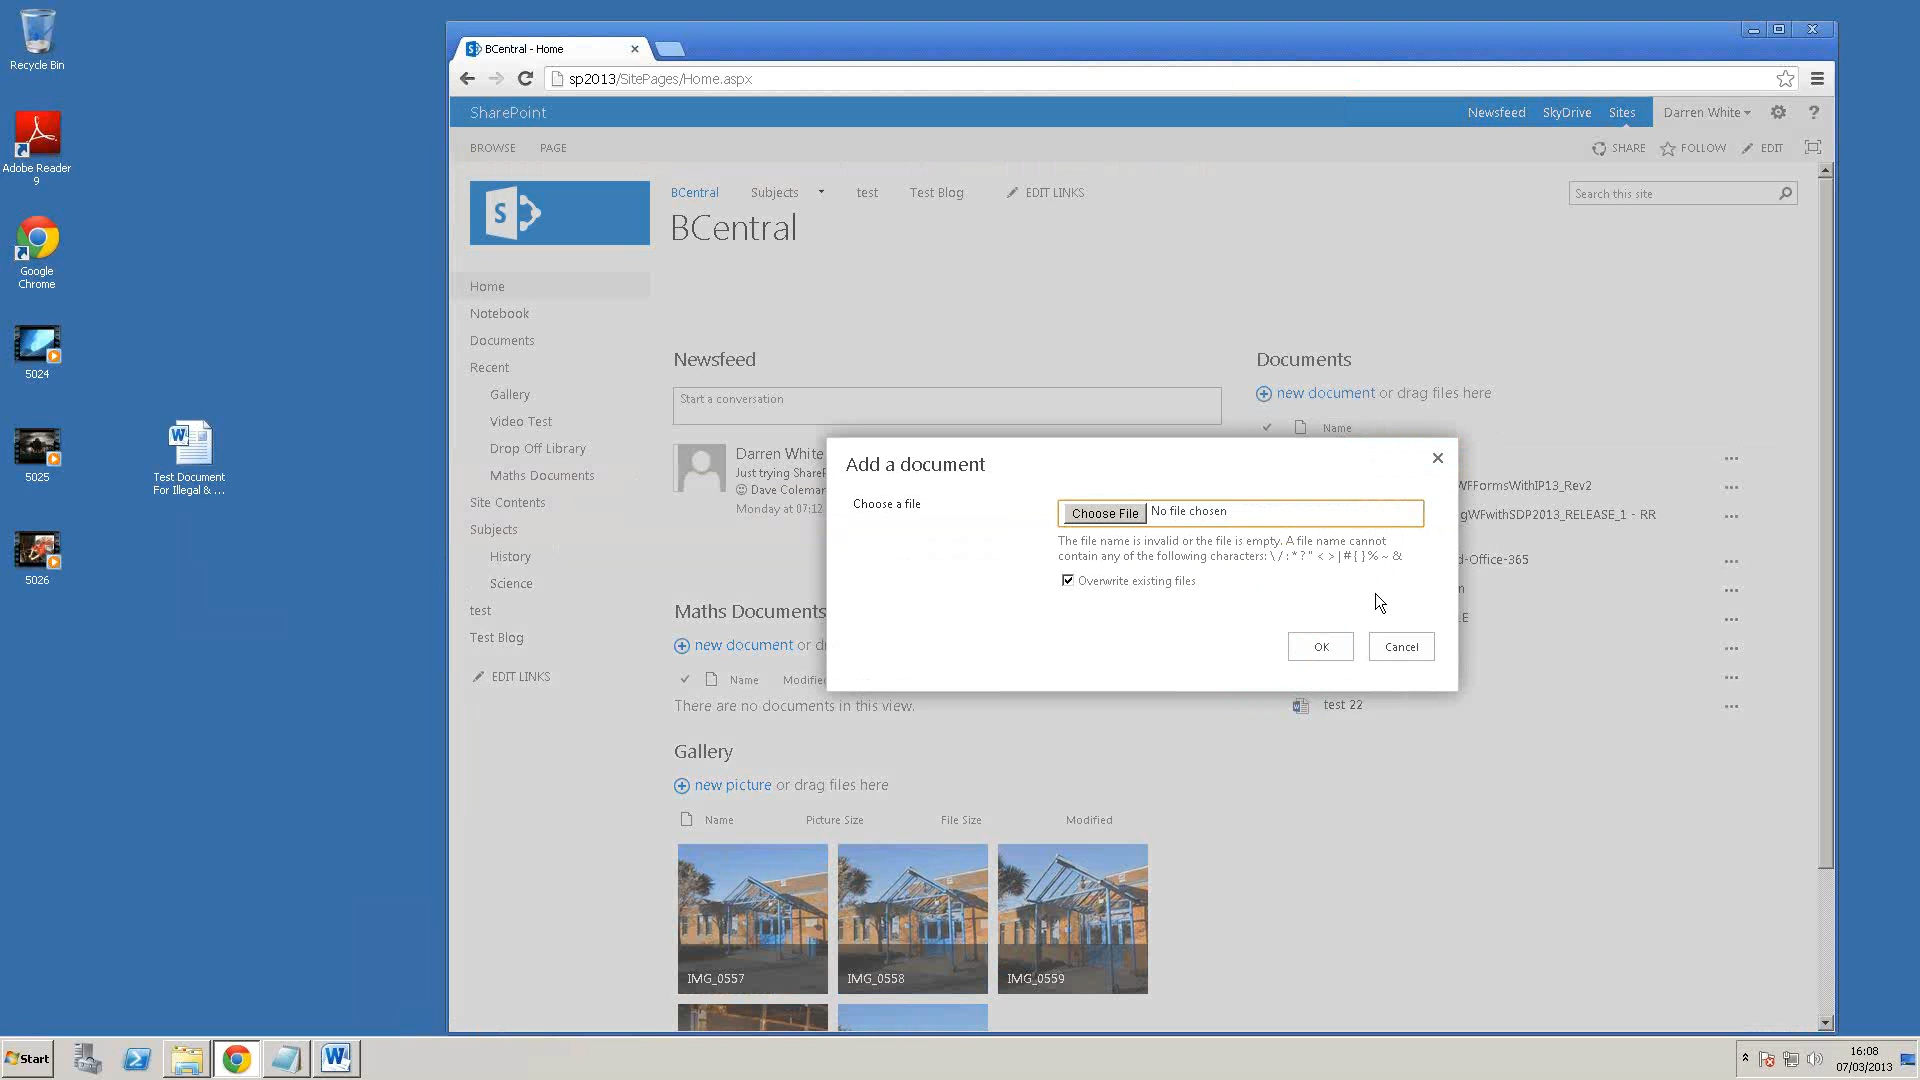 Recycle Bin
Adobe Reader
9
Google
Chrome
5024
5025
5026
Test Document
For Illegal & ...
BCentral - Home
sp2013/SitePages/Home.aspx
SharePoint
Newsfeed
SkyDrive
Sites
Darren White
?
BROWSE
PAGE
SHARE
FOLLOW
EDIT
BCentral
Subjects
test
Test Blog
EDIT LINKS
Search this site
BCentral
Home
Notebook
Documents
Recent
Gallery
Video Test
Drop Off Library
Maths Documents
Site Contents
Subjects
History
Science
test
Test Blog
EDIT LINKS
Newsfeed
Start a conversation
Darren White
Just trying
Dave
Monday at 07:12
Documents
new document or drag files here
Name
WFFormsWithIP13_Rev2
gWFwithSDP2013_RELEASE_1 - RR
d-Office-365
test 22
Add a document
Choose a file
Choose File No file chosen
The file name is invalid or the file is empty. A file name cannot
contain any of the following characters: \ / : * ? " < > | # { } % ~ &
Overwrite existing files
OK
Cancel
Maths Documents
new document or
Name
There are no documents in this view.
Gallery
new picture or drag files here
Name
Picture Size
File Size
Modified
IMG_0557
IMG_0558
IMG_0559
Start
16:08
07/03/2013